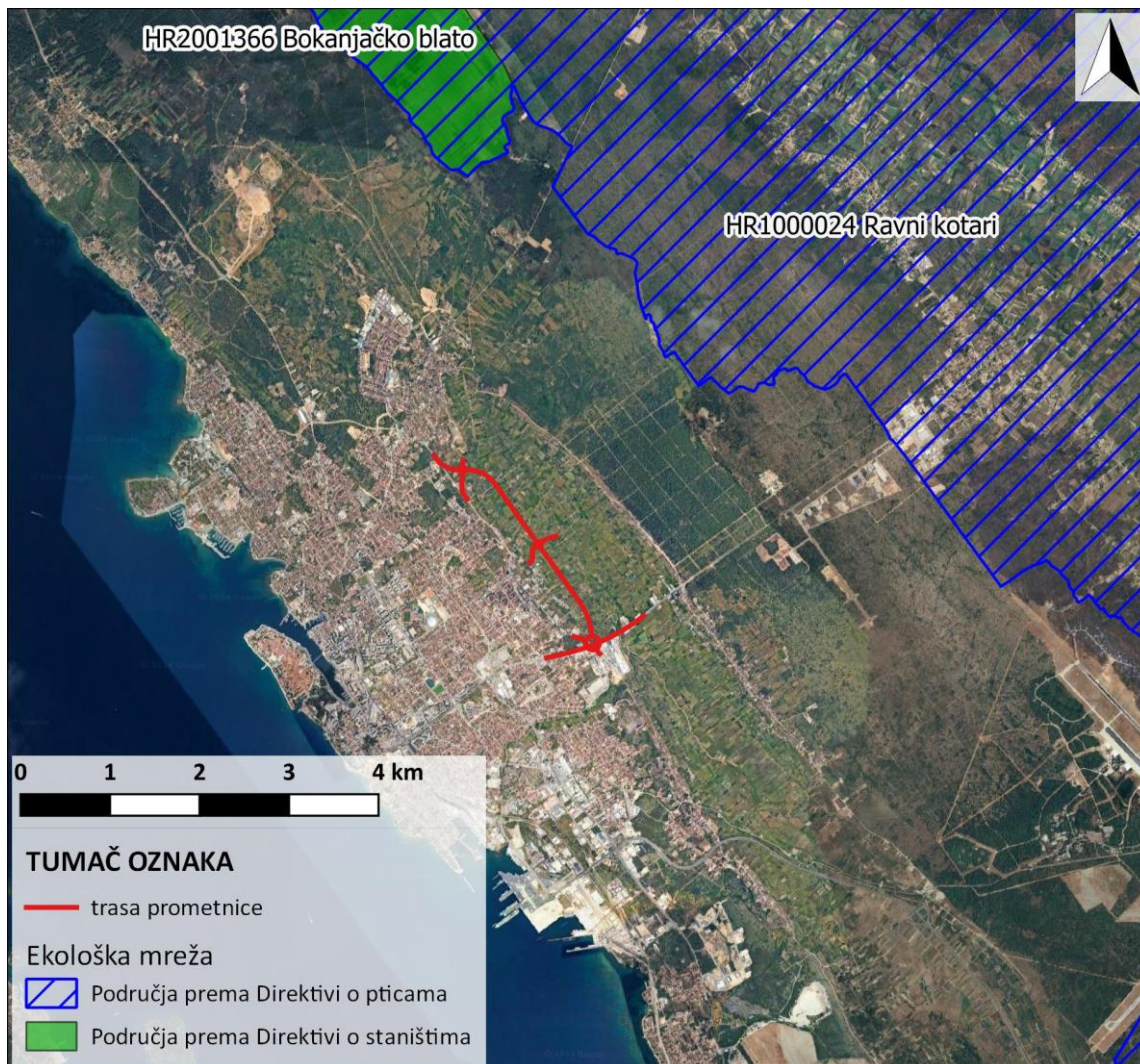 HR2001366 Bokanjačko blato
HR1000024 Ravni kotari
0 1 2 3 4 km
TUMAČ OZNAKA
trasa prometnice
Ekološka mreža
Područja prema Direktivi o pticama
Područja prema Direktivi o staništima